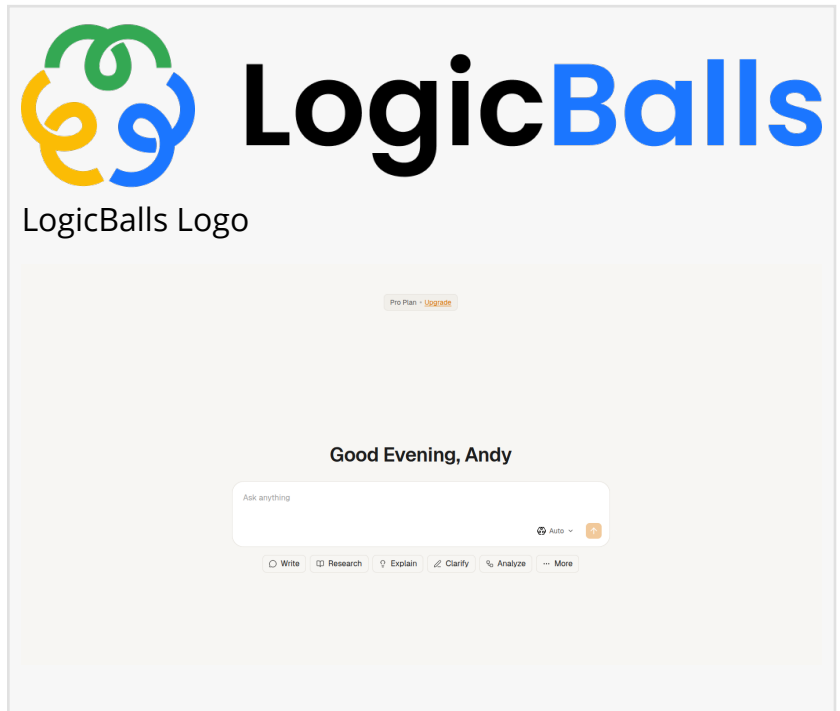 LogicBalls
LogicBalls Logo
Pro Plan • Upgrade
Good Evening, Andy
Ask anything
Auto
Write Research Explain Clarify Analyze ··· More